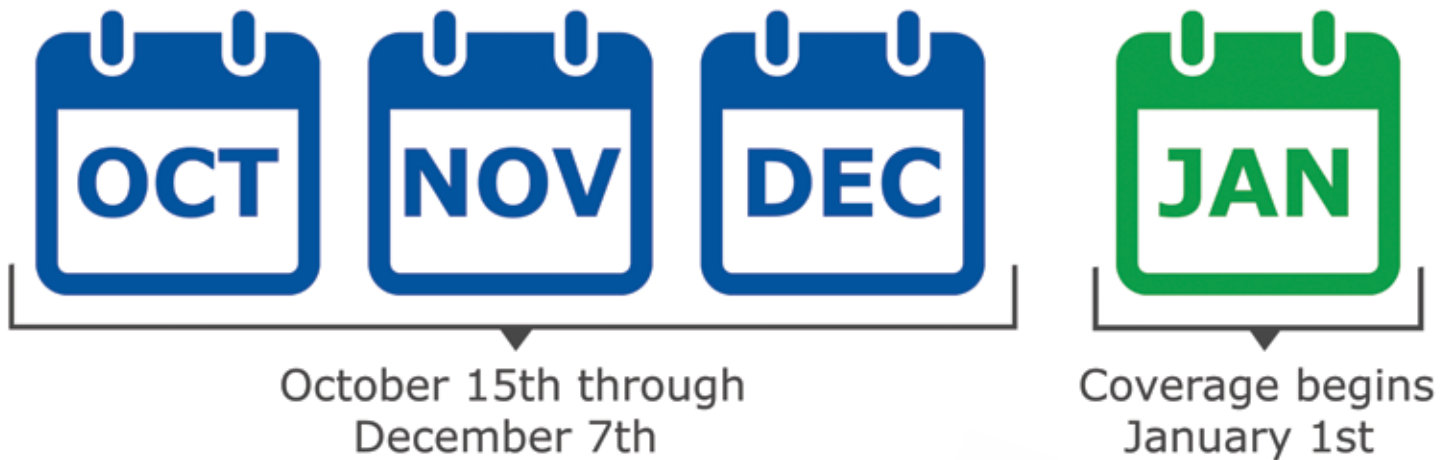 OCT NOV DEC JAN
October 15th through
December 7th
Coverage begins
January 1st